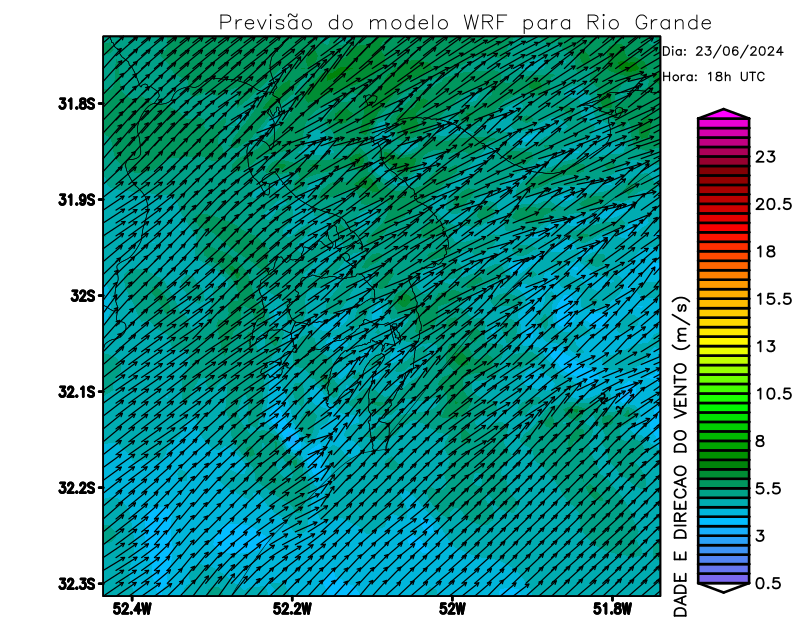 Previsão do modelo WRF para Rio Grande
Dia: 23/06/2024
Hora: 18h UTC
31.8S
31.9S
32S
32.1S
32.2S
32.3S
52.4W
52.2W
52W
51.8W
23
20.5
18
15.5
13
10.5
8
5.5
3
0.5
DADE E DIRECAO DO VENTO (m/s)